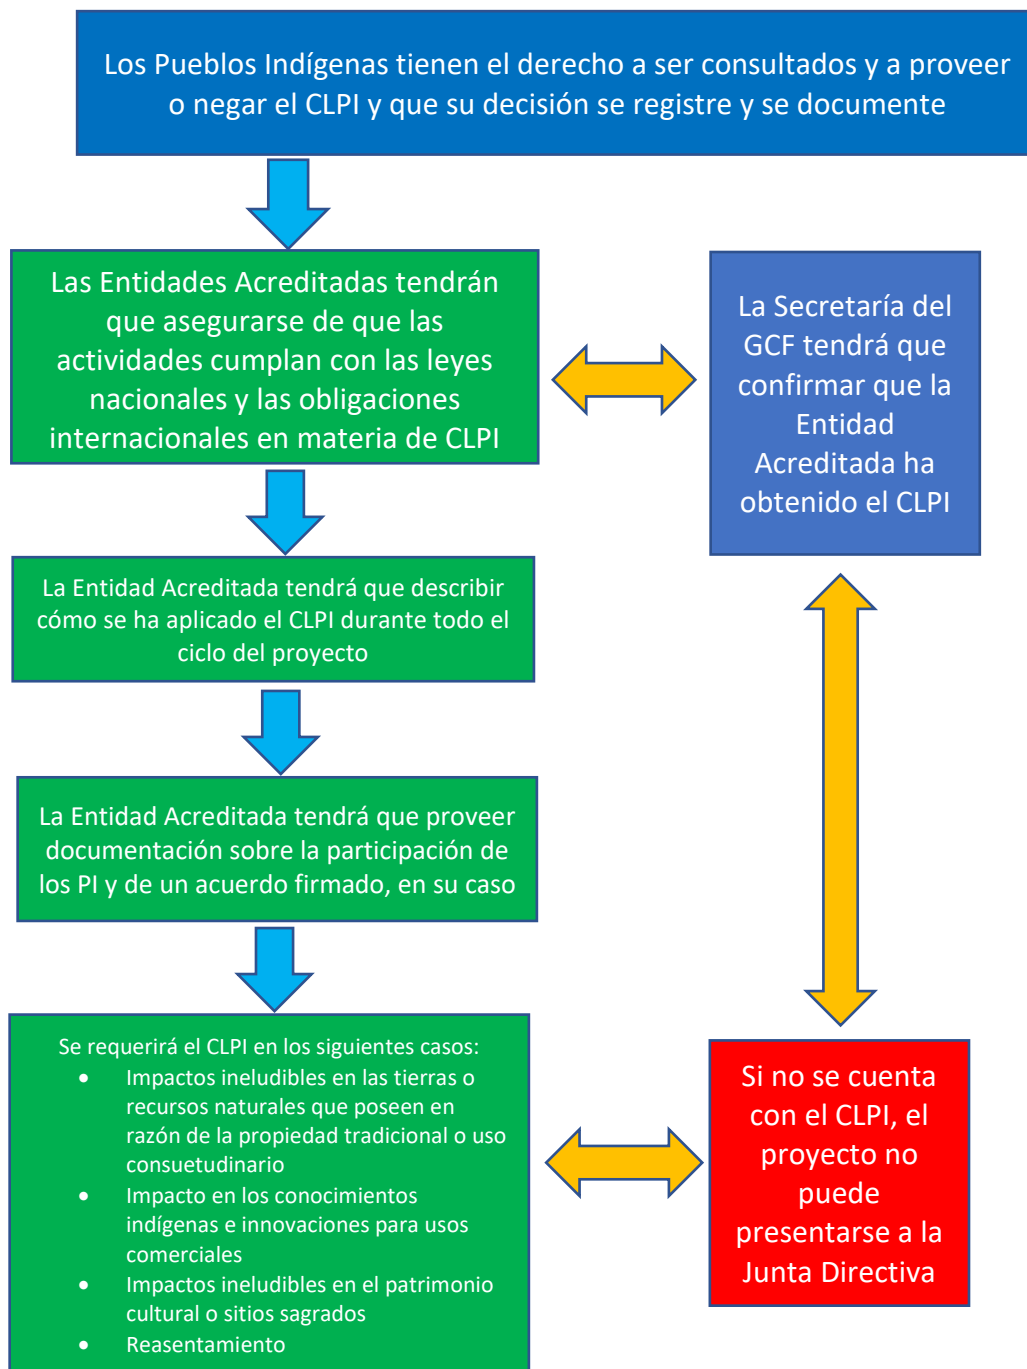 Los Pueblos Indígenas tienen el derecho a ser consultados y a proveer
o negar el CLPI y que su decisión se registre y se documente
Las Entidades Acreditadas tendrán
que asegurarse de que las
actividades cumplan con las leyes
nacionales y las obligaciones
internacionales en materia de CLPI
La Secretaría del
GCF tendrá que
confirmar que la
Entidad
Acreditada ha
obtenido el CLPI
La Entidad Acreditada tendrá que describir
cómo se ha aplicado el CLPI durante todo el
ciclo del proyecto
La Entidad Acreditada tendrá que proveer
documentación sobre la participación de
los PI y de un acuerdo firmado, en su caso
Se requerirá el CLPI en los siguientes casos:
• Impactos ineludibles en las tierras o
recursos naturales que poseen en
razón de la propiedad tradicional o uso
consuetudinario
• Impacto en los conocimientos
indígenas e innovaciones para usos
comerciales
• Impactos ineludibles en el patrimonio
cultural o sitios sagrados
• Reasentamiento
Si no se cuenta
con el CLPI, el
proyecto no
puede
presentarse a la
Junta Directiva